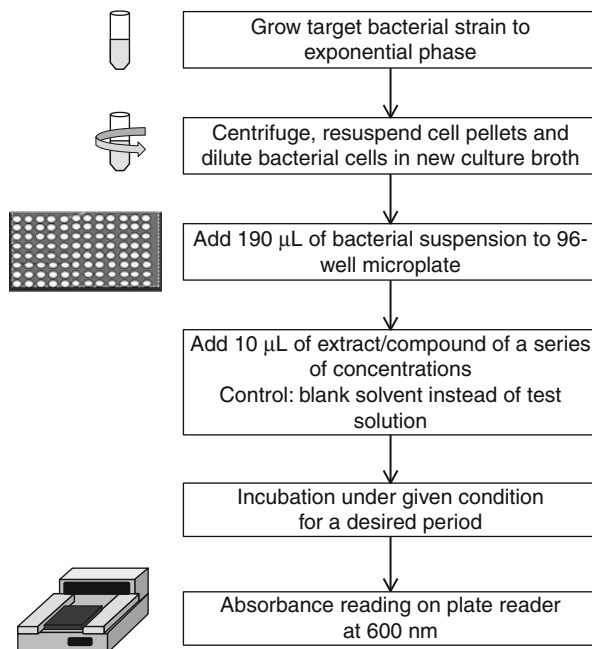 Grow target bacterial strain to
exponential phase
Centrifuge, resuspend cell pellets and
dilute bacterial cells in new culture broth
Add 190 μL of bacterial suspension to 96-
well microplate
Add 10 μL of extract/compound of a series
of concentrations
Control: blank solvent instead of test
solution
Incubation under given condition
for a desired period
Absorbance reading on plate reader
at 600 nm